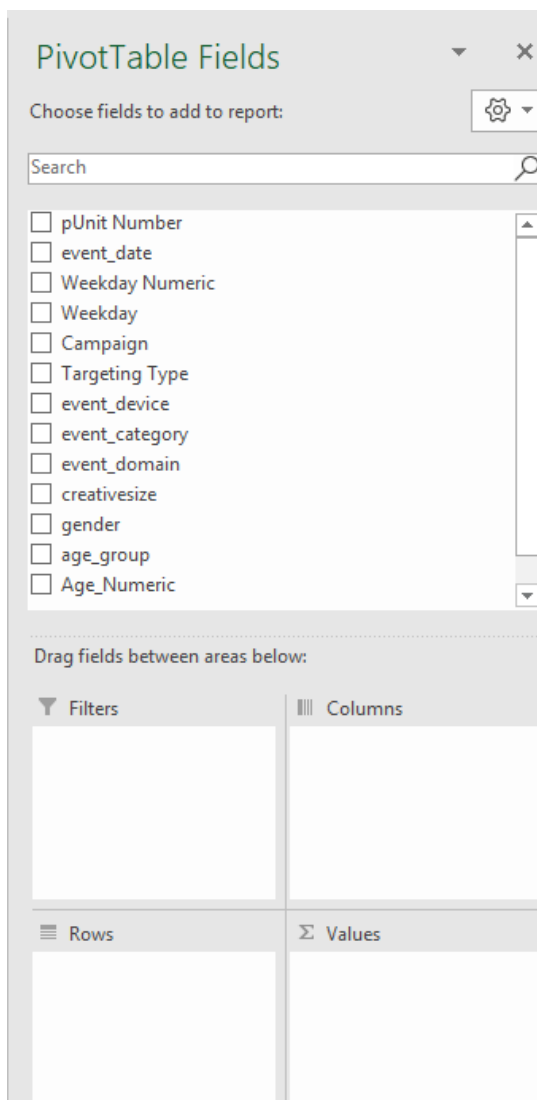 PivotTable Fields
Choose fields to add to report:
Search
pUnit Number
event_date
Weekday Numeric
Weekday
Campaign
Targeting Type
event_device
event_category
event_domain
creativesize
gender
age_group
Age_Numeric
Drag fields between areas below:
Filters
Columns
Rows
Σ Values